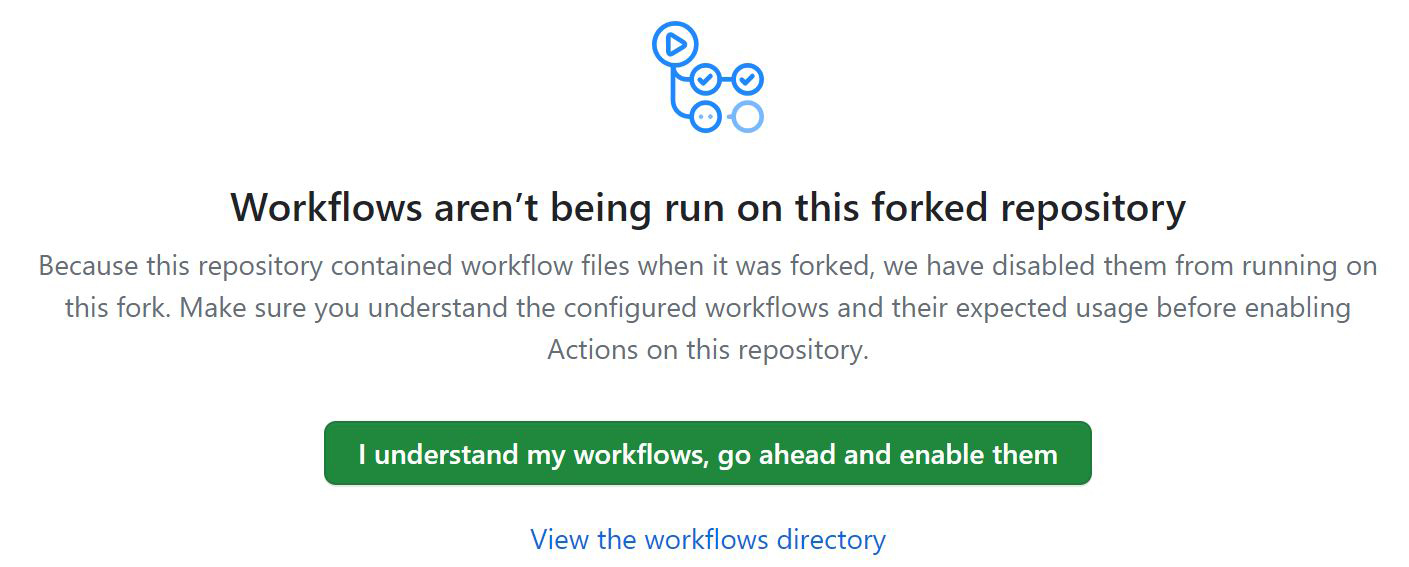 Workflows aren’t being run on this forked repository
Because this repository contained workflow files when it was forked, we have disabled them from running on
this fork. Make sure you understand the configured workflows and their expected usage before enabling
Actions on this repository.
I understand my workflows, go ahead and enable them
View the workflows directory